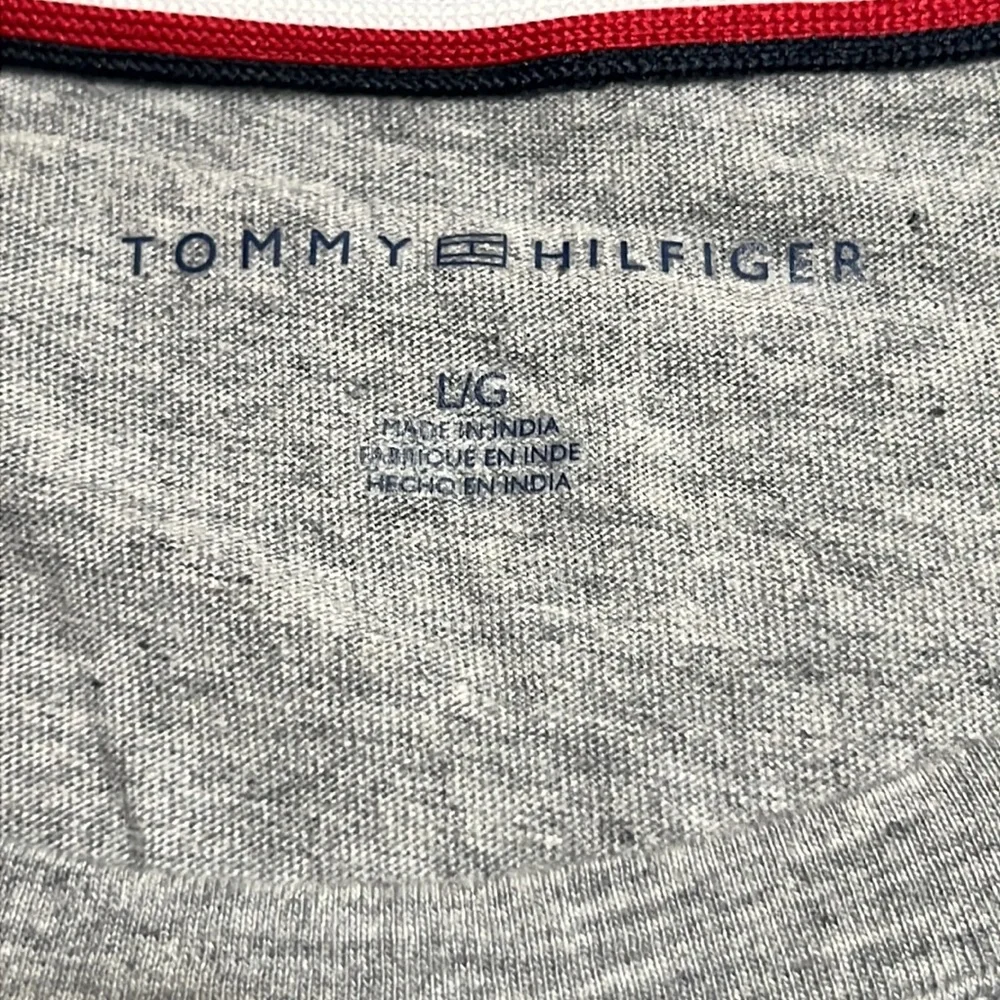 TOMMY HILFIGER
L/G
MADE IN INDIA
FABRIQUE EN INDE
HECHO EN INDIA